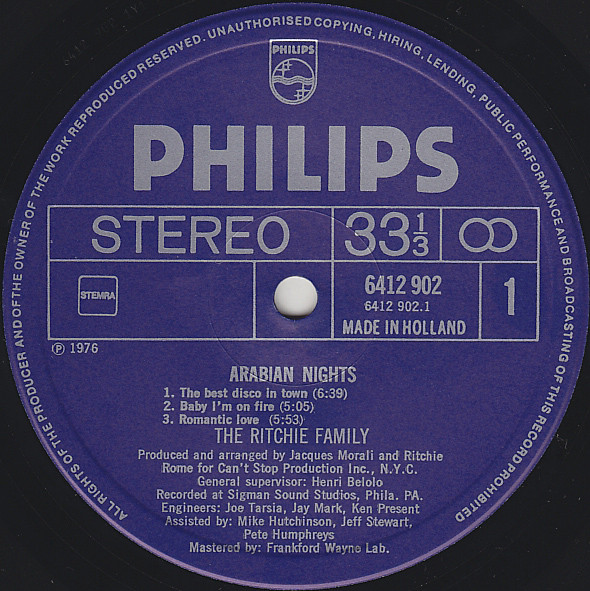 ALL RIGHTS OF THE PRODUCER AND OF THE OWNER OF THE WORK REPRODUCED RESERVED. UNAUTHORISED COPYING, HIRING, LENDING, PUBLIC PERFORMANCE AND BROADCASTING OF THIS RECORD PROHIBITED
PHILIPS
PHILIPS
STEREO 33 1/3
STEMRA
6412 902
6412 902.1
MADE IN HOLLAND
1
Ⓟ 1976
ARABIAN NIGHTS
1. The best disco in town (6:39)
2. Baby I'm on fire (5:05)
3. Romantic love (5:53)
THE RITCHIE FAMILY
Produced and arranged by Jacques Morali and Ritchie
Rome for Can't Stop Production Inc., N.Y.C.
General supervisor: Henri Belolo
Recorded at Sigman Sound Studios, Phila. PA.
Engineers: Joe Tarsia, Jay Mark, Ken Present
Assisted by: Mike Hutchinson, Jeff Stewart,
Pete Humphreys
Mastered by: Frankford Wayne Lab.